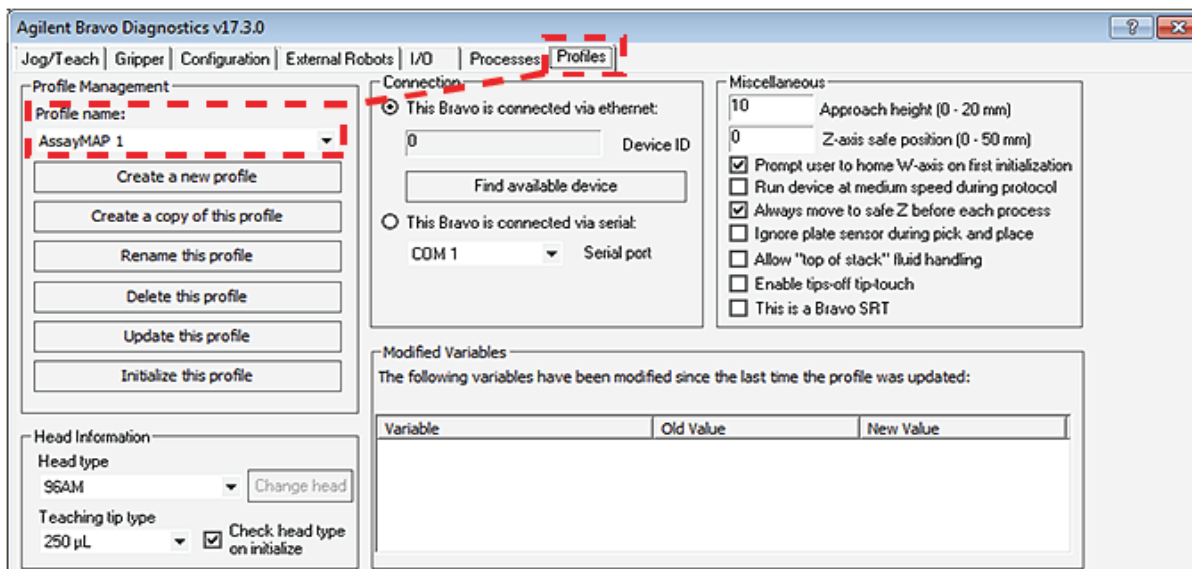 Agilent Bravo Diagnostics v17.3.0
Jog/Teach Gripper Configuration External Robots I/O Processes Profiles
Profile Management
Profile name:
AssayMAP 1
Create a new profile
Create a copy of this profile
Rename this profile
Delete this profile
Update this profile
Initialize this profile
Head Information
Head type
96AM
Change head
Teaching tip type
250 µL
Check head type
on initialize
Connection
This Bravo is connected via ethernet:
0
Device ID
Find available device
This Bravo is connected via serial:
COM 1
Serial port
Miscellaneous
10 Approach height (0 - 20 mm)
0 Z-axis safe position (0 - 50 mm)
Prompt user to home W-axis on first initialization
Run device at medium speed during protocol
Always move to safe Z before each process
Ignore plate sensor during pick and place
Allow "top of stack" fluid handling
Enable tips-off tip-touch
This is a Bravo SRT
Modified Variables
The following variables have been modified since the last time the profile was updated:
Variable Old Value New Value